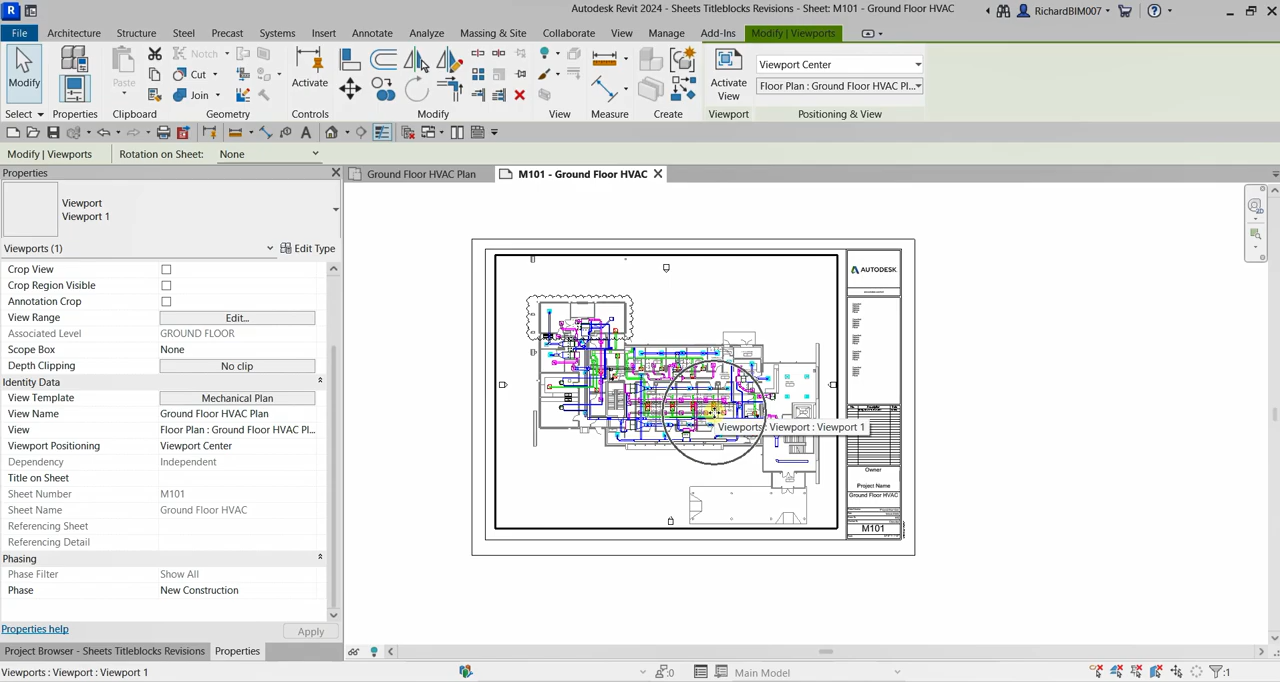 Autodesk Revit 2024 - Sheets Titleblocks Revisions - Sheet: M101 - Ground Floor HVAC
RichardBIM007
File Architecture Structure Steel Precast Systems Insert Annotate Analyze Massing & Site Collaborate View Manage Add-Ins Modify | Viewports
Modify
Paste
Notch
Cut
Join
Activate
Activate
View
Viewport Center
Floor Plan : Ground Floor HVAC Pl...
Select Properties Clipboard Geometry Controls Modify View Measure Create Viewport Positioning & View
Modify | Viewports Rotation on Sheet: None
Properties
Ground Floor HVAC Plan
M101 - Ground Floor HVAC
Viewport
Viewport 1
Viewports (1) Edit Type
Crop View
Crop Region Visible
Annotation Crop
View Range Edit...
Associated Level GROUND FLOOR
Scope Box None
Depth Clipping No clip
Identity Data
View Template Mechanical Plan
View Name Ground Floor HVAC Plan
View Floor Plan : Ground Floor HVAC Pl...
Viewport Positioning Viewport Center
Dependency Independent
Title on Sheet
Sheet Number M101
Sheet Name Ground Floor HVAC
Referencing Sheet
Referencing Detail
Phasing
Phase Filter Show All
Phase New Construction
Properties help Apply
Project Browser - Sheets Titleblocks Revisions Properties
AUTODESK
Viewports : Viewport : Viewport 1
Owner
Project Name
Ground Floor HVAC
M101
Viewports : Viewport : Viewport 1
:0
Main Model
:1